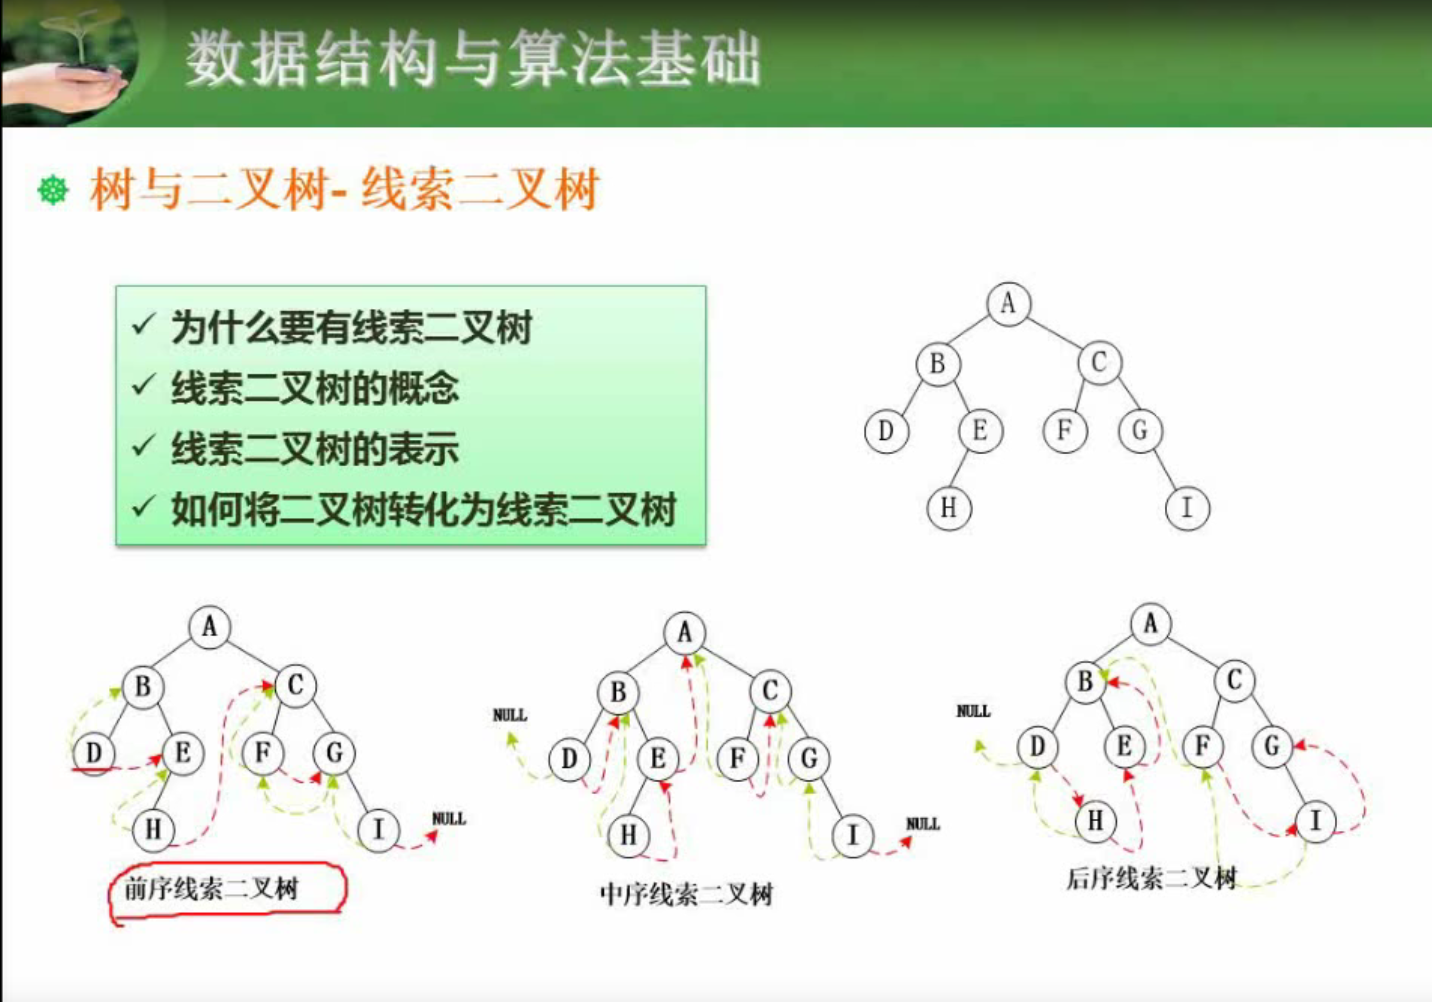 数据结构与算法基础
树与二叉树- 线索二叉树
✓ 为什么要有线索二叉树
✓ 线索二叉树的概念
✓ 线索二叉树的表示
✓ 如何将二叉树转化为线索二叉树
A
B C
D E F G
H I
A
B C
D E F G
H I NULL
前序线索二叉树
A
B C
NULL
D E F G
H I NULL
中序线索二叉树
A
B C
NULL
D E F G
H I
后序线索二叉树